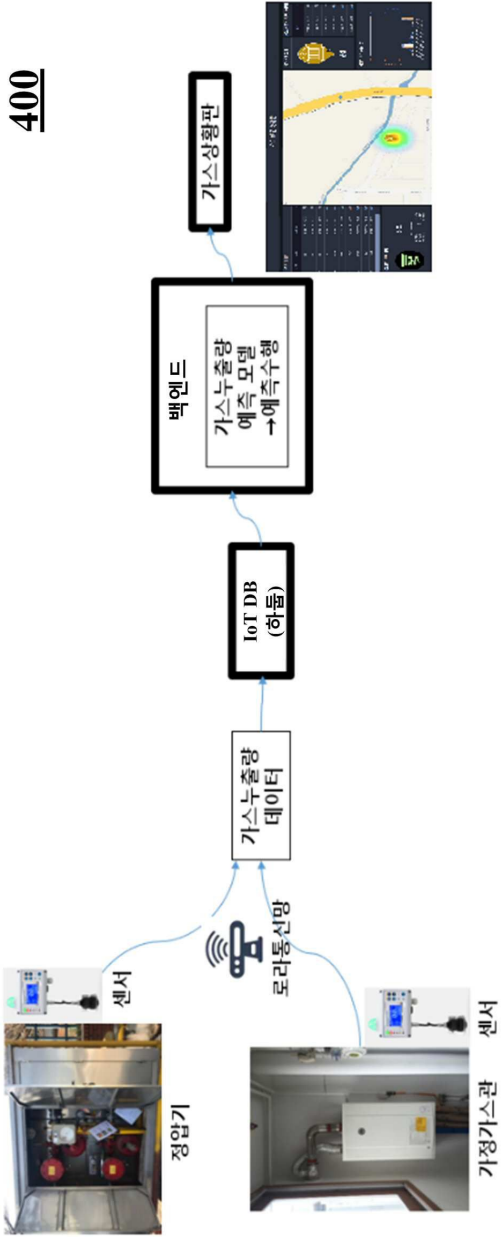 400
정압기
센서
가정가스관
센서
로라통신망
가스누출량
데이터
IoT DB
(하둡)
백엔드
가스누출량
예측 모델
→예측수행
가스상황판